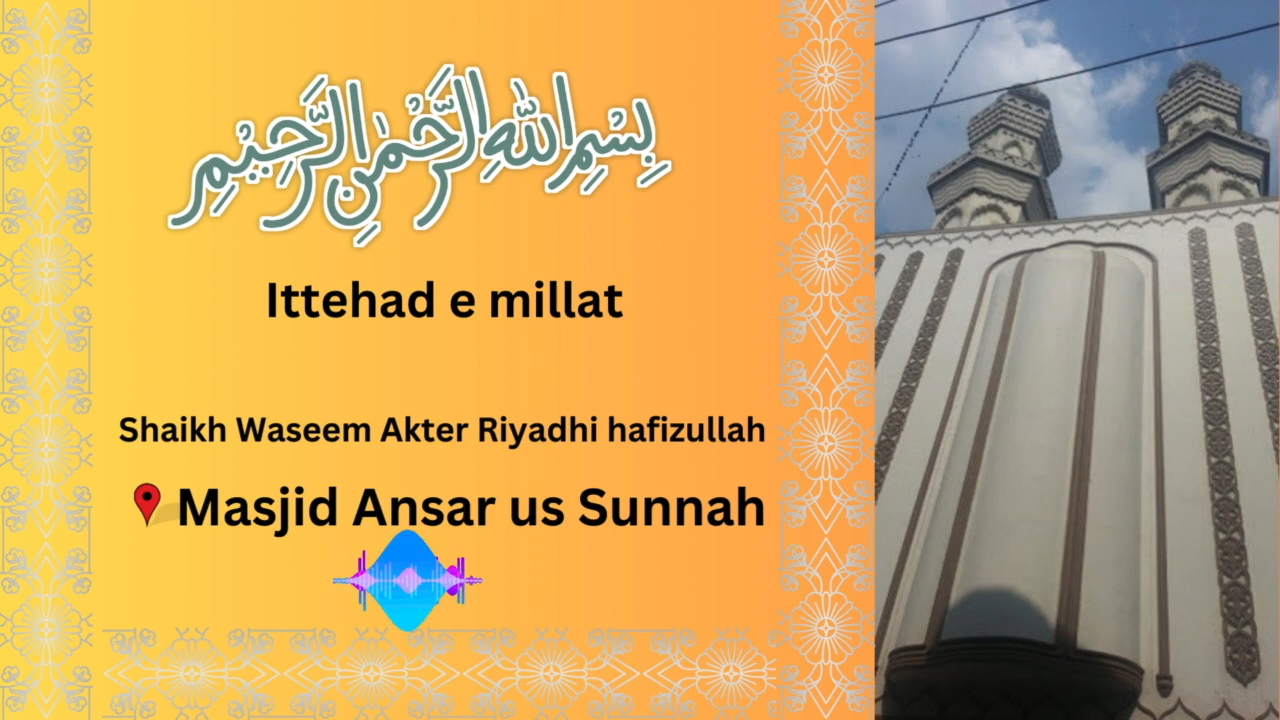 بِسْمِ اللهِ الرَّحْمٰنِ الرَّحِيْمِ
Ittehad e millat
Shaikh Waseem Akter Riyadhi hafizullah
Masjid Ansar us Sunnah